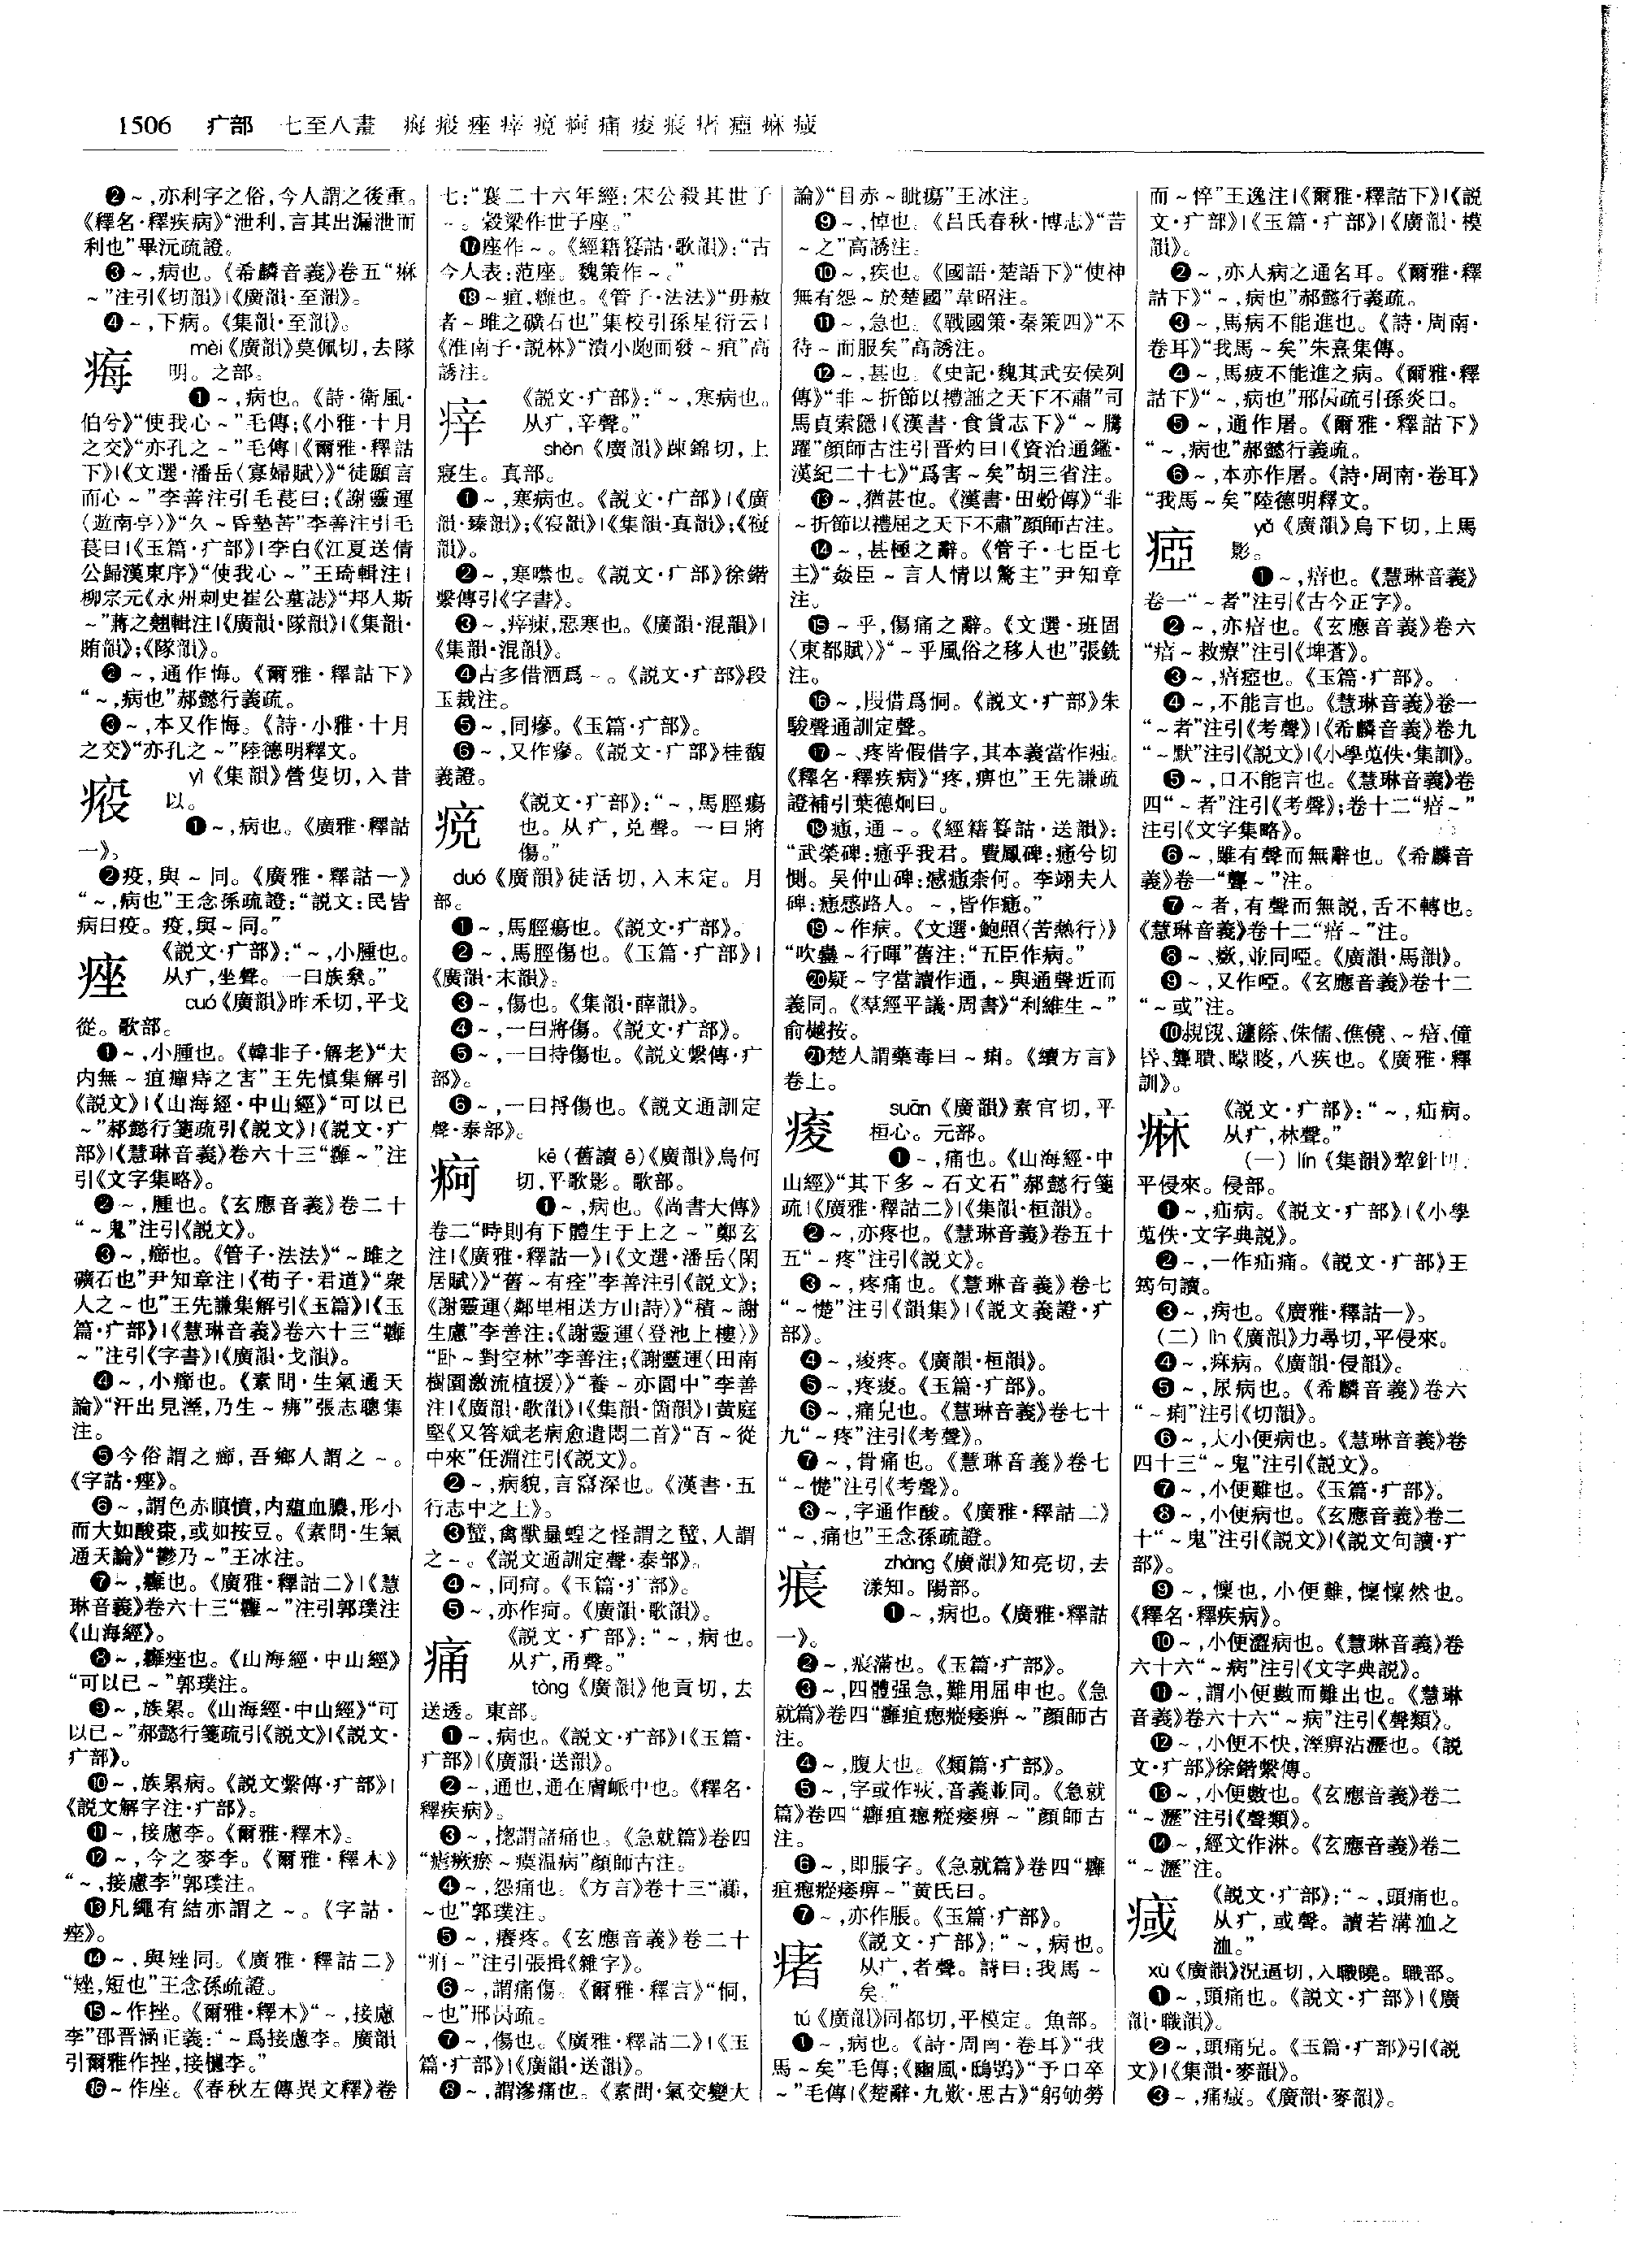 1506 疒部 七至八畫 痗㾐痤㾕㾓痾痛痠痮瘏瘂痳㽣
❷～,亦利字之俗,今人謂之後重。
《釋名·釋疾病》“泄利,言其出漏泄而
利也”畢沅疏證。
❸～,病也。《希麟音義》卷五“痳
～”注引《切韻》|《廣韻·至韻》。
❹～,下病。《集韻·至韻》。
痗
mèi《廣韻》莫佩切,去隊
明。之部。
❶～,病也。《詩·衛風·
伯兮》“使我心～”毛傳;《小雅·十月
之交》“亦孔之～”毛傳|《爾雅·釋詁
下》|《文選·潘岳〈寡婦賦〉》“徒願言
而心～”李善注引毛萇曰;《謝靈運
〈遊南亭〉》“久～昏墊苦”李善注引毛
萇曰|《玉篇·疒部》|李白《江夏送倩
公歸漢東序》“使我心～”王琦輯注|
柳宗元《永州刺史崔公墓誌》“邦人斯
～”蔣之翹輯注|《廣韻·隊韻》|《集韻·
賄韻》;《隊韻》。
❷～,通作悔。《爾雅·釋詁下》
“～,病也”郝懿行義疏。
❸～,本又作悔。《詩·小雅·十月
之交》“亦孔之～”陸德明釋文。
yì《集韻》營隻切,入昔
以。
❶～,病也。《廣雅·釋詁
一》。
❷疫,與～同。《廣雅·釋詁一》
“～,病也”王念孫疏證:“説文:民皆
病曰疫。疫,與～同。”
痤
《説文·疒部》:“～,小腫也。
从疒,坐聲。一曰族絫。”
cuó《廣韻》昨禾切,平戈
從。歌部。
❶～,小腫也。《韓非子·解老》“大
内無～疽癉痔之害”王先慎集解引
《説文》|《山海經·中山經》“可以已
～”郝懿行箋疏引《説文》|《説文·疒
部》|《慧琳音義》卷六十三“癰～”注
引《文字集略》。
❷～,腫也。《玄應音義》卷二十
“～鬼”注引《説文》。
❸～,癤也。《管子·法法》“～雎之
礦石也”尹知章注|《荀子·君道》“衆
人之～也”王先謙集解引《玉篇》|《玉
篇·疒部》|《慧琳音義》卷六十三“癰
～”注引《字書》|《廣韻·戈韻》。
❹～,小癤也。《素問·生氣通天
論》“汗出見溼,乃生～疿”張志聰集
注。
❺今俗謂之癤,吾鄉人謂之～。
《字詁·痤》。
❻～,謂色赤䐜憤,内藴血膿,形小
而大如酸棗,或如按豆。《素問·生氣
通天論》“鬱乃～”王冰注。
❼～,癰也。《廣雅·釋詁二》|《慧
琳音義》卷六十三“癰～”注引郭璞注
《山海經》。
❽～,癰痤也。《山海經·中山經》
“可以已～”郭璞注。
❾～,族累。《山海經·中山經》“可
以已～”郝懿行箋疏引《説文》|《説文·
疒部》。
❿～,族累病。《説文繫傳·疒部》|
《説文解字注·疒部》。
⓫～,接慮李。《爾雅·釋木》。
⓬～,今之麥李。《爾雅·釋木》
“～,接慮李”郭璞注。
⓭凡繩有結亦謂之～。《字詁·
痤》。
⓮～,與矬同。《廣雅·釋詁二》
“矬,短也”王念孫疏證。
⓯～作挫。《爾雅·釋木》“～,接慮
李”邵晋涵正義:“～爲接慮李。廣韻
引爾雅作挫,接櫖李。”
⓰～作座。《春秋左傳異文釋》卷
七:“襄二十六年經:宋公殺其世子
～。穀梁作世子座。”
⓱座作～。《經籍籑詁·歌韻》:“古
今人表:范座。魏策作～。”
⓲～疽,癰也。《管子·法法》“毋赦
者～雎之礦石也”集校引孫星衍云|
《淮南子·説林》“潰小皰而發～疽”高
誘注。
《説文·疒部》:“～,寒病也。
从疒,辛聲。”
shěn《廣韻》踈錦切,上
寑生。真部。
❶～,寒病也。《説文·疒部》|《廣
韻·臻韻》;《寑韻》|《集韻·真韻》;《寑
韻》。
❷～,寒噤也。《説文·疒部》徐鍇
繫傳引《字書》。
❸～,㾕㾊,惡寒也。《廣韻·混韻》|
《集韻·混韻》。
❹古多借洒爲～。《説文·疒部》段
玉裁注。
❺～,同㾪。《玉篇·疒部》。
❻～,又作㾪。《説文·疒部》桂馥
義證。
《説文·疒部》:“～,馬脛瘍
也。从疒,兑聲。一曰將
傷。”
duó《廣韻》徒活切,入末定。月
部。
❶～,馬脛瘍也。《説文·疒部》。
❷～,馬脛傷也。《玉篇·疒部》|
《廣韻·末韻》。
❸～,傷也。《集韻·薛韻》。
❹～,一曰將傷。《説文·疒部》。
❺～,一曰持傷也。《説文繫傳·疒
部》。
❻～,一曰捋傷也。《説文通訓定
聲·泰部》。
痾
kē(舊讀ē)《廣韻》烏何
切,平歌影。歌部。
❶～,病也。《尚書大傳》
卷二“時則有下體生于上之～”鄭玄
注|《廣雅·釋詁一》|《文選·潘岳〈閑
居賦〉》“舊～有痊”李善注引《説文》;
《謝靈運〈鄰里相送方山詩〉》“積～謝
生慮”李善注;《謝靈運〈登池上樓〉》
“卧～對空林”李善注;《謝靈運〈田南
樹園激流植援〉》“養～亦園中”李善
注|《廣韻·歌韻》|《集韻·箇韻》|黄庭
堅《又答斌老病愈遣悶二首》“百～從
中來”任淵注引《説文》。
❷～,病貌,言寖深也。《漢書·五
行志中之上》。
❸蠥,禽獸蟲蝗之怪謂之蠥,人謂
之～。《説文通訓定聲·泰部》。
❹～,同疴。《玉篇·疒部》。
❺～,亦作疴。《廣韻·歌韻》。
痛
《説文·疒部》:“～,病也。
从疒,甬聲。”
tòng《廣韻》他貢切,去
送透。東部。
❶～,病也。《説文·疒部》|《玉篇·
疒部》|《廣韻·送韻》。
❷～,通也,通在膚脈中也。《釋名·
釋疾病》。
❸～,揔謂諸痛也。《急就篇》卷四
“瘧瘚瘀～瘼温病”顔師古注。
❹～,怨痛也。《方言》卷十三“讟,
～也”郭璞注。
❺～,癢疼。《玄應音義》卷二十
“痟～”注引張揖《雜字》。
❻～,謂痛傷。《爾雅·釋言》“恫,
～也”邢昺疏。
❼～,傷也。《廣雅·釋詁二》|《玉
篇·疒部》|《廣韻·送韻》。
❽～,謂滲痛也。《素問·氣交變大
論》“目赤～眦瘍”王冰注。
❾～,悼也。《吕氏春秋·博志》“苦
～之”高誘注。
❿～,疾也。《國語·楚語下》“使神
無有怨～於楚國”韋昭注。
⓫～,急也。《戰國策·秦策四》“不
待～而服矣”高誘注。
⓬～,甚也。《史記·魏其武安侯列
傳》“非～折節以禮詘之天下不肅”司
馬貞索隱|《漢書·食貨志下》“～騰
躍”顔師古注引晋灼曰|《資治通鑑·
漢紀二十七》“爲害～矣”胡三省注。
⓭～,猶甚也。《漢書·田蚡傳》“非
～折節以禮屈之天下不肅”顔師古注。
⓮～,甚極之辭。《管子·七臣七
主》“姦臣～言人情以驚主”尹知章
注。
⓯～乎,傷痛之辭。《文選·班固
〈東都賦〉》“～乎風俗之移人也”張銑
注。
⓰～,叚借爲恫。《説文·疒部》朱
駿聲通訓定聲。
⓱～、疼皆假借字,其本義當作㿏。
《釋名·釋疾病》“疼,痹也”王先謙疏
證補引葉德炯曰。
⓲㥁,通～。《經籍籑詁·送韻》:
“武榮碑:㥁乎我君。費鳳碑:㥁兮切
惻。吴仲山碑:感㥁奈何。李翊夫人
碑:㥁感路人。～,皆作㥁。”
⓳～作病。《文選·鮑照〈苦熱行〉》
“吹蠱～行暉”舊注:“五臣作病。”
⓴疑～字當讀作通,～與通聲近而
義同。《羣經平議·周書》“利維生～”
俞樾按。
㉑楚人謂藥毒曰～瘌。《續方言》
卷上。
痠
suān《廣韻》素官切,平
桓心。元部。
❶～,痛也。《山海經·中
山經》“其下多～石文石”郝懿行箋
疏|《廣雅·釋詁二》|《集韻·桓韻》。
❷～,亦疼也。《慧琳音義》卷五十
五“～疼”注引《説文》。
❸～,疼痛也。《慧琳音義》卷七
“～憷”注引《韻集》|《説文義證·疒
部》。
❹～,痠疼。《廣韻·桓韻》。
❺～,疼痠。《玉篇·疒部》。
❻～,痛皃也。《慧琳音義》卷七十
九“～疼”注引《考聲》。
❼～,骨痛也。《慧琳音義》卷七
“～憷”注引《考聲》。
❽～,字通作酸。《廣雅·釋詁二》
“～,痛也”王念孫疏證。
痮
zhàng《廣韻》知亮切,去
漾知。陽部。
❶～,病也。《廣雅·釋詁
一》。
❷～,痮滿也。《玉篇·疒部》。
❸～,四體强急,難用屈申也。《急
就篇》卷四“癰疽瘛瘲痿痹～”顔師古
注。
❹～,腹大也。《類篇·疒部》。
❺～,字或作疢,音義並同。《急就
篇》卷四“癰疽瘛瘲痿痹～”顔師古
注。
❻～,即脹字。《急就篇》卷四“癰
疽瘛瘲痿痹～”黄氏曰。
❼～,亦作脹。《玉篇·疒部》。
瘏
《説文·疒部》:“～,病也。
从疒,者聲。詩曰:我馬～
矣。”
tú《廣韻》同都切,平模定。魚部。
❶～,病也。《詩·周南·卷耳》“我
馬～矣”毛傳;《豳風·鴟鴞》“予口卒
～”毛傳|《楚辭·九歎·思古》“躬劬勞
而～悴”王逸注|《爾雅·釋詁下》|《説
文·疒部》|《玉篇·疒部》|《廣韻·模
韻》。
❷～,亦人病之通名耳。《爾雅·釋
詁下》“～,病也”郝懿行義疏。
❸～,馬病不能進也。《詩·周南·
卷耳》“我馬～矣”朱熹集傳。
❹～,馬疲不能進之病。《爾雅·釋
詁下》“～,病也”邢昺疏引孫炎曰。
❺～,通作屠。《爾雅·釋詁下》
“～,病也”郝懿行義疏。
❻～,本亦作屠。《詩·周南·卷耳》
“我馬～矣”陸德明釋文。
瘂
yǎ《廣韻》烏下切,上馬
影。
❶～,瘖也。《慧琳音義》
卷一“～者”注引《古今正字》。
❷～,亦瘖也。《玄應音義》卷六
“瘖～救療”注引《埤蒼》。
❸～,瘖瘂也。《玉篇·疒部》。
❹～,不能言也。《慧琳音義》卷一
“～者”注引《考聲》|《希麟音義》卷九
“～默”注引《説文》|《小學蒐佚·集訓》。
❺～,口不能言也。《慧琳音義》卷
四“～者”注引《考聲》;卷十二“瘖～”
注引《文字集略》。
❻～,雖有聲而無辭也。《希麟音
義》卷一“聾～”注。
❼～者,有聲而無説,舌不轉也。
《慧琳音義》卷十二“瘖～”注。
❽～、㰳,並同啞。《廣韻·馬韻》。
❾～,又作啞。《玄應音義》卷十二
“～或”注。
❿䙆䙎、籧篨、侏儒、僬僥、～瘖、僮
昏、聾聵、矇瞍,八疾也。《廣雅·釋
訓》。
痳
《説文·疒部》:“～,疝病。
从疒,林聲。”
(一) lín《集韻》犂針切,
平侵來。侵部。
❶～,疝病。《説文·疒部》|《小學
蒐佚·文字典説》。
❷～,一作疝痛。《説文·疒部》王
筠句讀。
❸～,病也。《廣雅·釋詁一》。
(二) lín《廣韻》力尋切,平侵來。
❹～,痳病。《廣韻·侵韻》。
❺～,尿病也。《希麟音義》卷六
“～痢”注引《切韻》。
❻～,大小便病也。《慧琳音義》卷
四十三“～鬼”注引《説文》。
❼～,小便難也。《玉篇·疒部》。
❽～,小便病也。《玄應音義》卷二
十“～鬼”注引《説文》|《説文句讀·疒
部》。
❾～,懍也,小便難,懍懍然也。
《釋名·釋疾病》。
❿～,小便澀病也。《慧琳音義》卷
六十六“～病”注引《文字典説》。
⓫～,謂小便數而難出也。《慧琳
音義》卷六十六“～病”注引《聲類》。
⓬～,小便不快,溼痹沾瀝也。《説
文·疒部》徐鍇繫傳。
⓭～,小便數也。《玄應音義》卷二
“～瀝”注引《聲類》。
⓮～,經文作淋。《玄應音義》卷二
“～瀝”注。
《説文·疒部》:“～,頭痛也。
从疒,或聲。讀若溝洫之
洫。”
xù《廣韻》況逼切,入職曉。職部。
❶～,頭痛也。《説文·疒部》|《廣
韻·職韻》。
❷～,頭痛皃。《玉篇·疒部》引《説
文》|《集韻·麥韻》。
❸～,痛㽣。《廣韻·麥韻》。